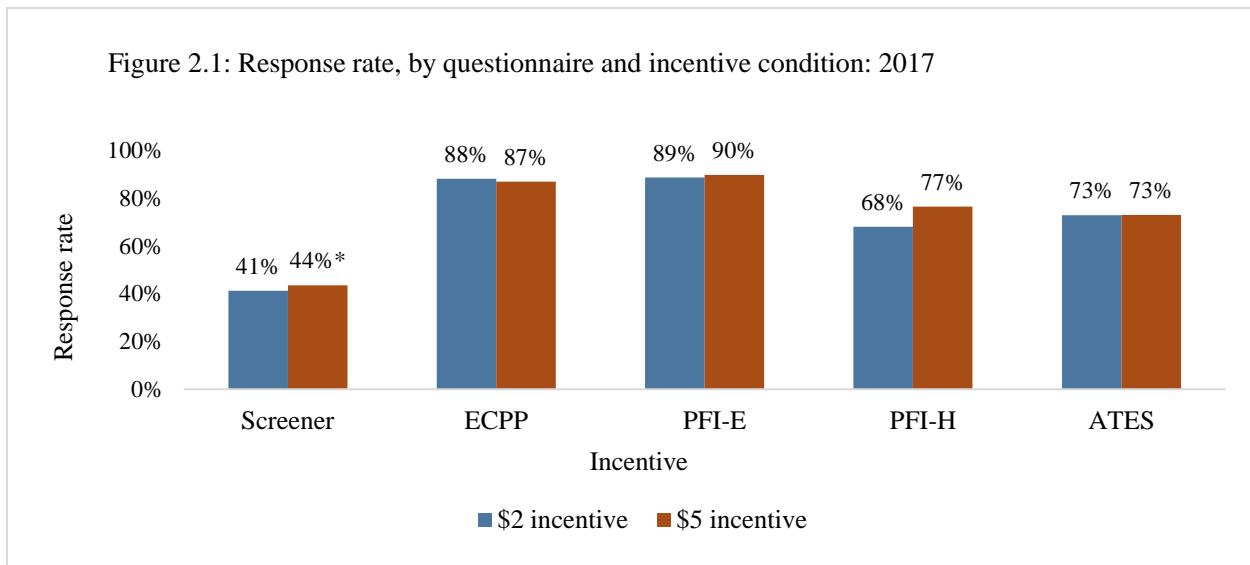 Figure 2.1: Response rate, by questionnaire and incentive condition: 2017
Response rate
100%
80%
60%
40%
20%
0%
41% 44%* 88% 87% 89% 90% 68% 77% 73% 73%
Screener ECPP PFI-E PFI-H ATES
Incentive
$2 incentive $5 incentive